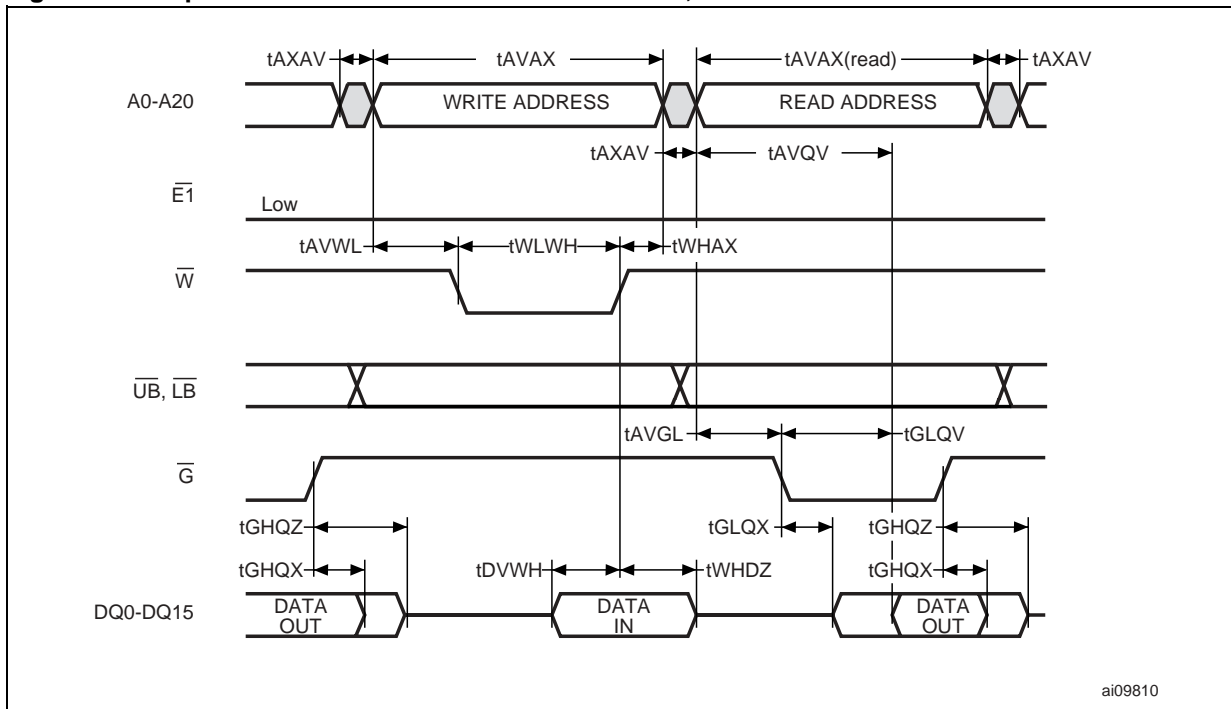 tAXAV tAVAX tAVAX(read) tAXAV
A0-A20 WRITE ADDRESS READ ADDRESS
tAXAV tAVQV
E1
Low
tAVWL tWLWH tWHAX
W
UB, LB
tAVGL tGLQV
G
tGHQZ tGLQX tGHQZ
tGHQX tDVWH tWHDZ tGHQX
DQ0-DQ15 DATA OUT DATA IN DATA OUT
ai09810